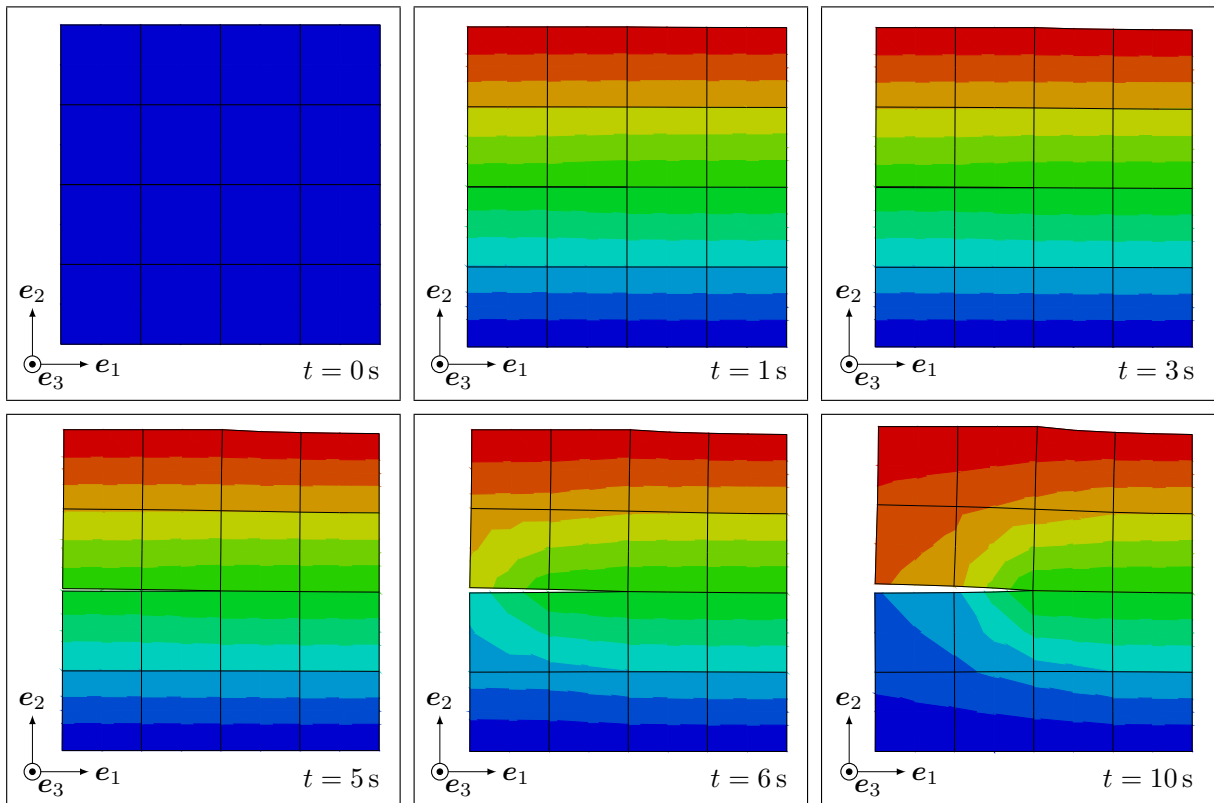 e₂
e₃ e₁ t = 0 s
e₂
e₃ e₁ t = 1 s
e₂
e₃ e₁ t = 3 s
e₂
e₃ e₁ t = 5 s
e₂
e₃ e₁ t = 6 s
e₂
e₃ e₁ t = 10 s